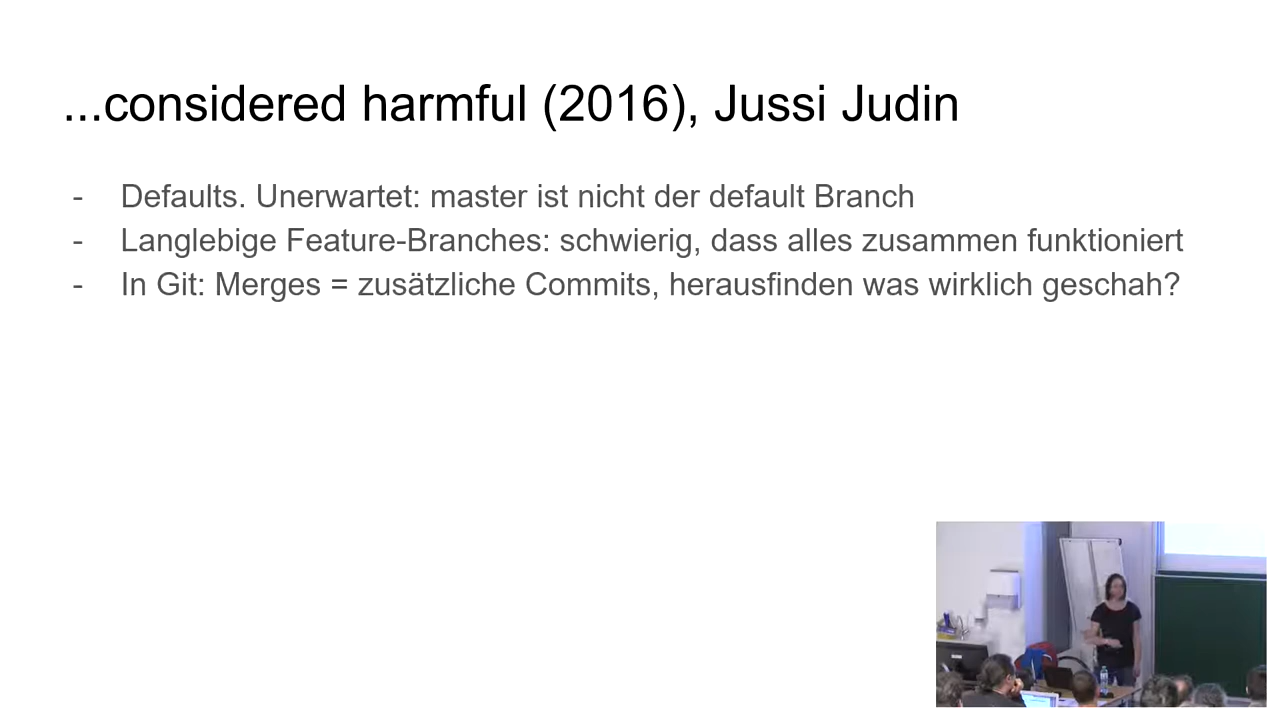 ...considered harmful (2016), Jussi Judin
- Defaults. Unerwartet: master ist nicht der default Branch
- Langlebige Feature-Branches: schwierig, dass alles zusammen funktioniert
- In Git: Merges = zusätzliche Commits, herausfinden was wirklich geschah?